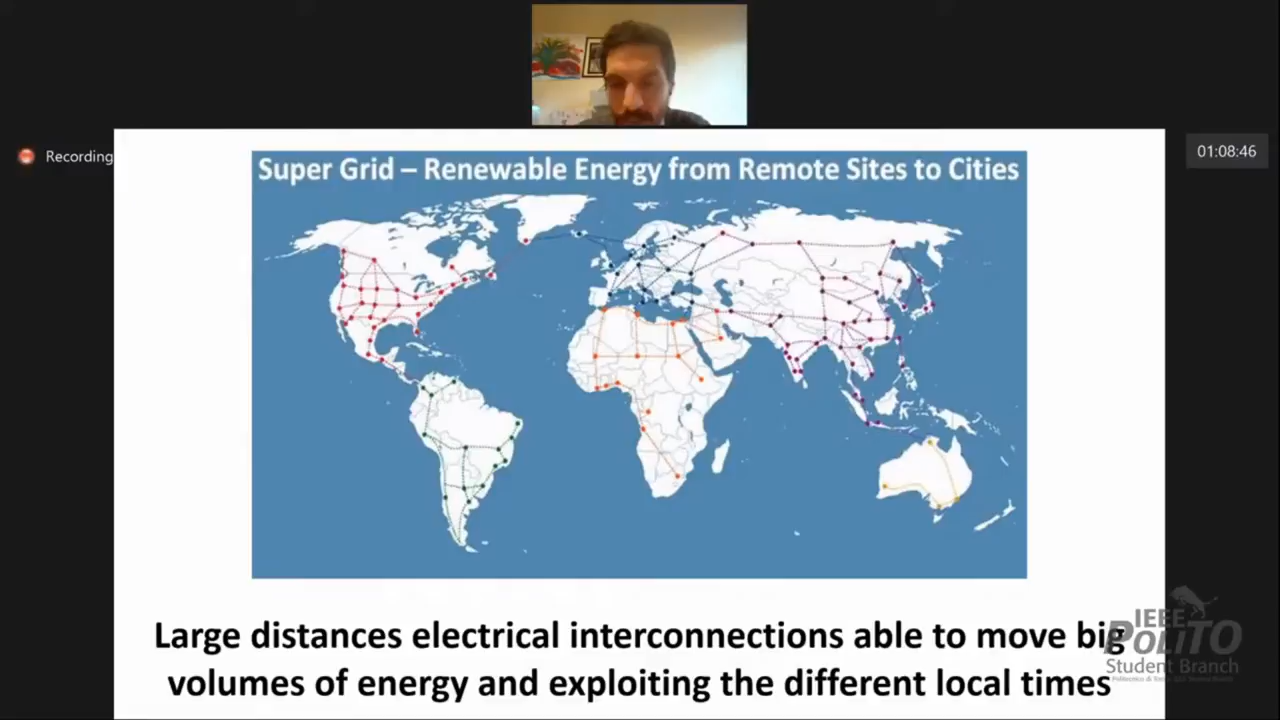 Recording
01:08:46
Super Grid – Renewable Energy from Remote Sites to Cities
Large distances electrical interconnections able to move big
volumes of energy and exploiting the different local times
IEEE
POLITO
Student Branch